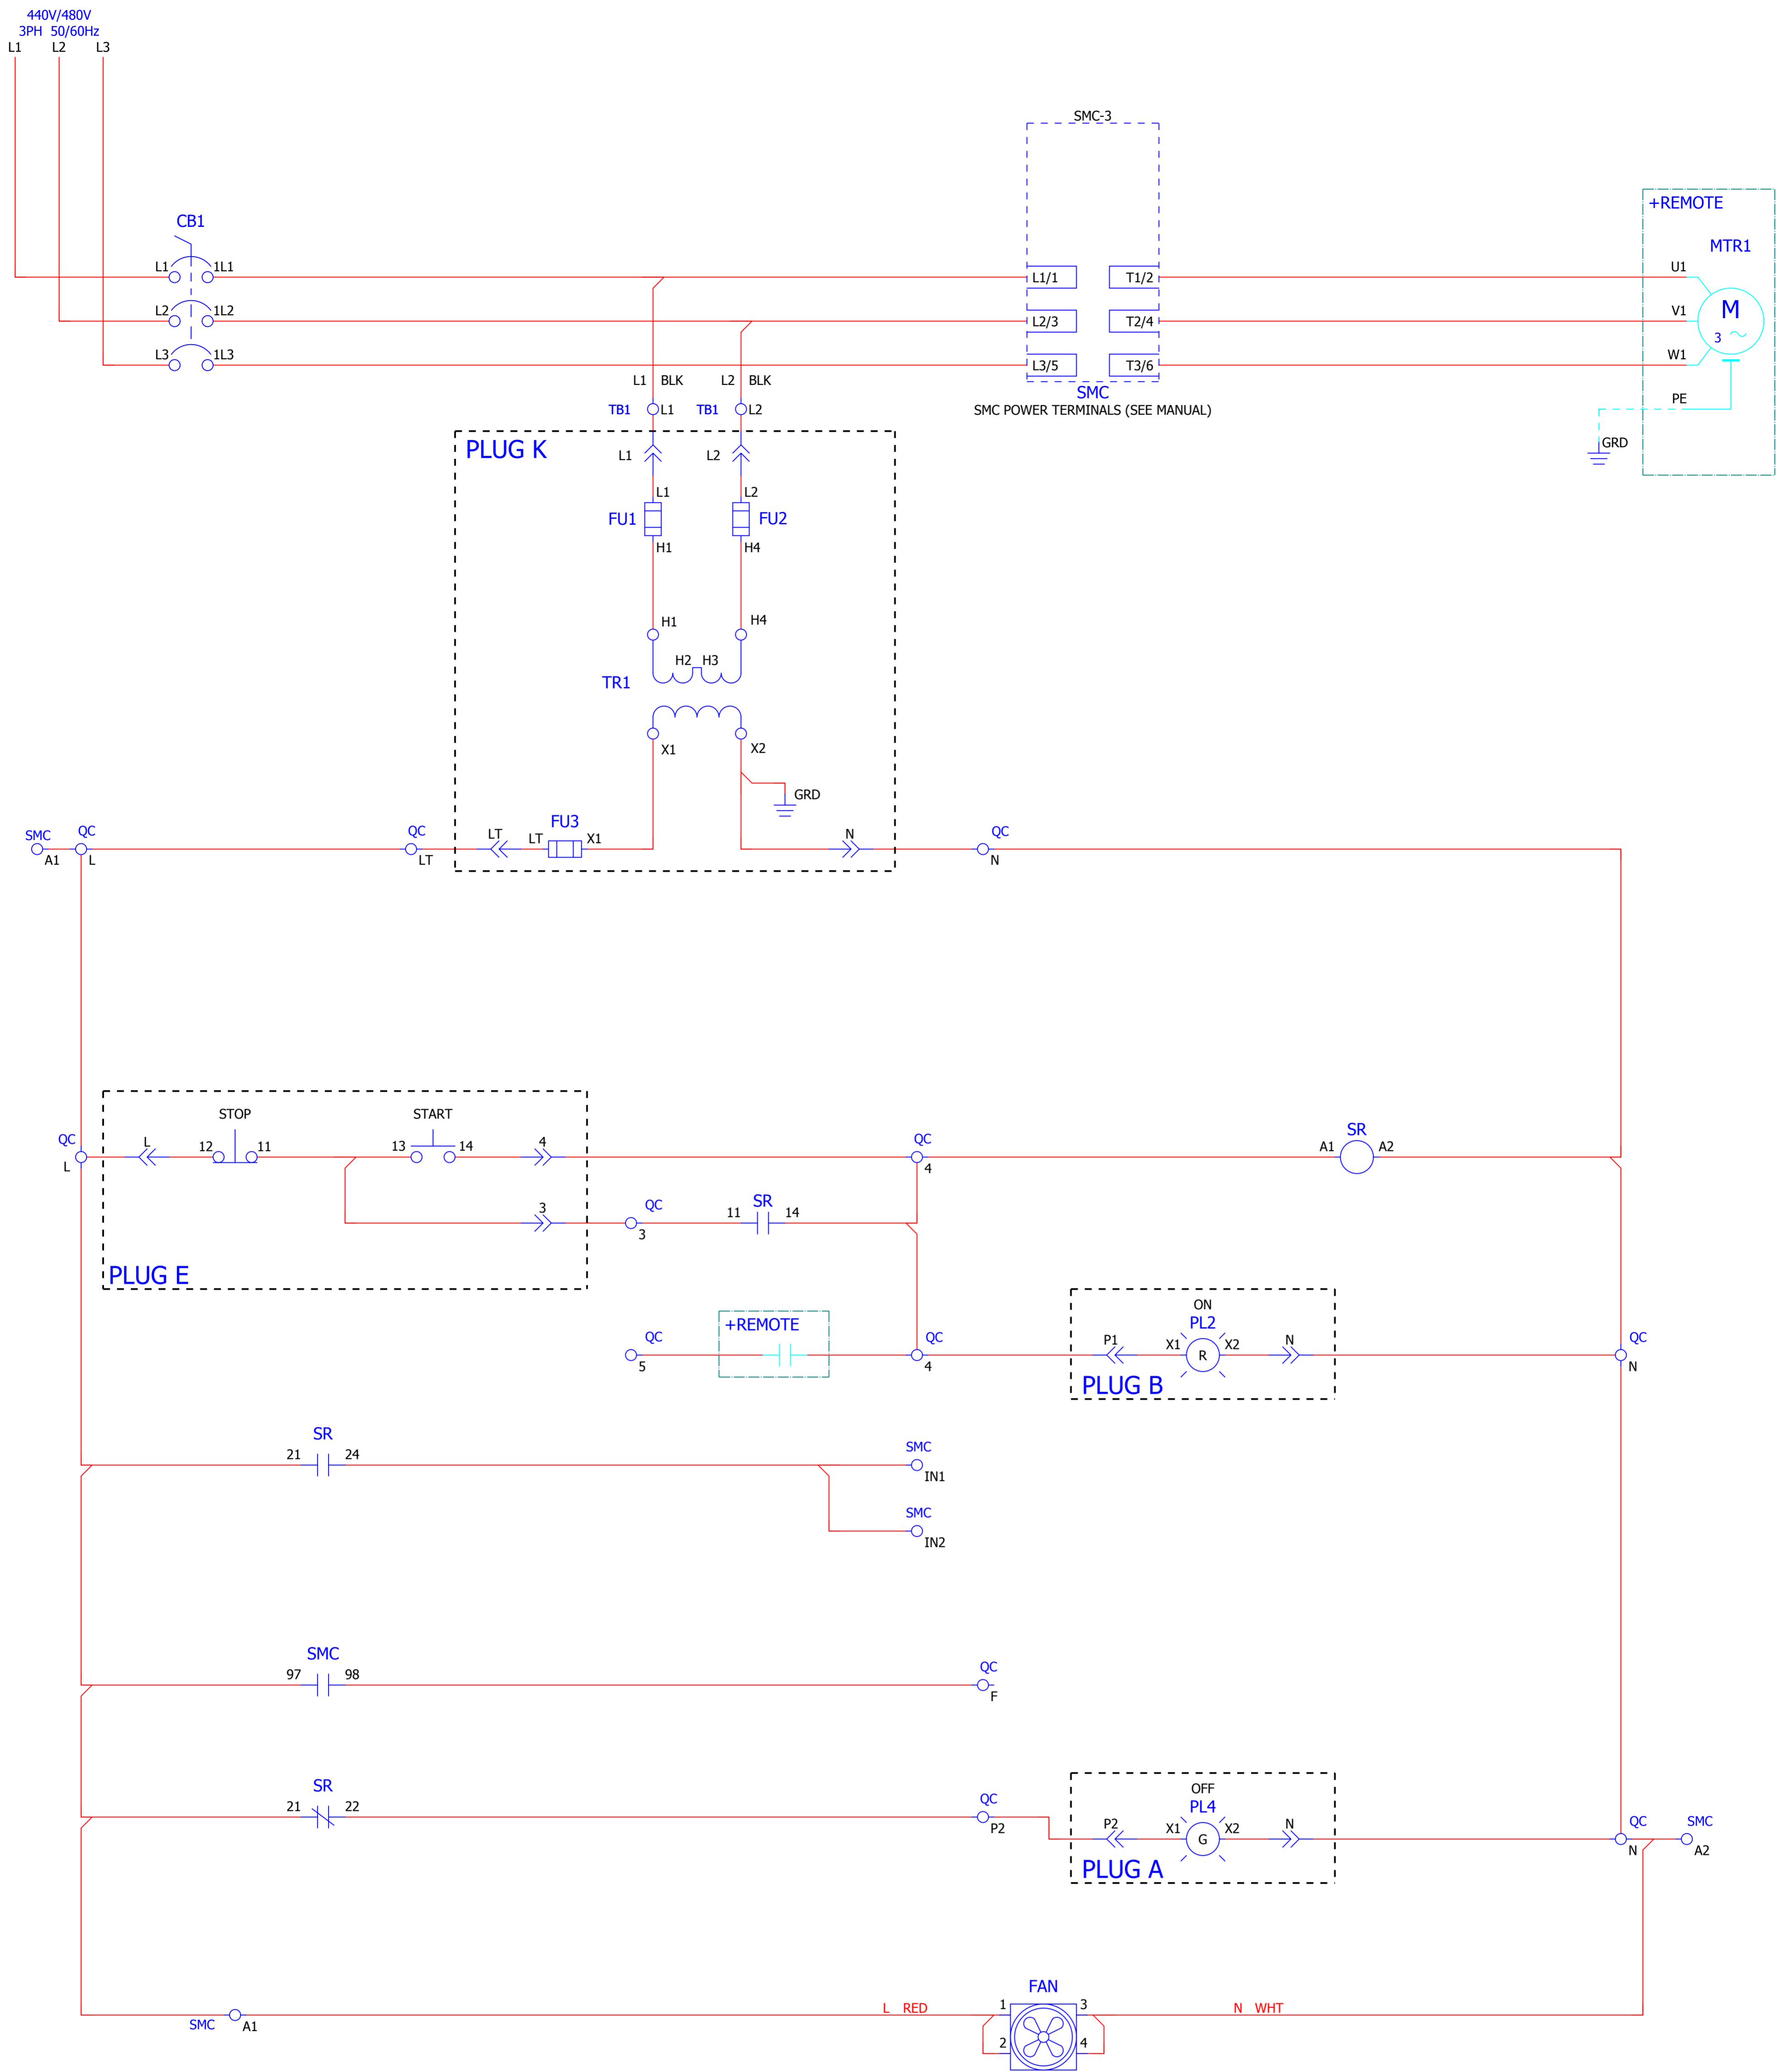 440V/480V
3PH 50/60Hz
L1 L2 L3
SMC-3
+REMOTE
CB1
MTR1
L1 1L1 L1/1 T1/2 U1
L2 1L2 L2/3 T2/4 V1 M
3
L3 1L3 L3/5 T3/6 W1
L1 BLK L2 BLK
SMC
PE
TB1 L1 TB1 L2
SMC POWER TERMINALS (SEE MANUAL)
GRD
PLUG K
L1 L2
L1 L2
FU1 FU2
H1 H4
H1 H4
H2 H3
TR1
X1 X2
GRD
FU3
SMC QC QC LT LT X1 N QC
A1 L LT N
STOP START
QC L 12 11 13 14 4 QC SR
A1 A2
L 4
3 QC 11 SR 14
3
PLUG E
ON
+REMOTE PL2
QC QC P1 X1 X2 N QC
R
5 4 PLUG B N
SR
21 24 SMC
IN1
SMC
IN2
SMC
97 98 QC
F
SR OFF
21 22 QC PL4
P2 P2 X1 X2 N QC SMC
G
PLUG A N A2
FAN
L RED 1 3 N WHT
SMC A1
2 4